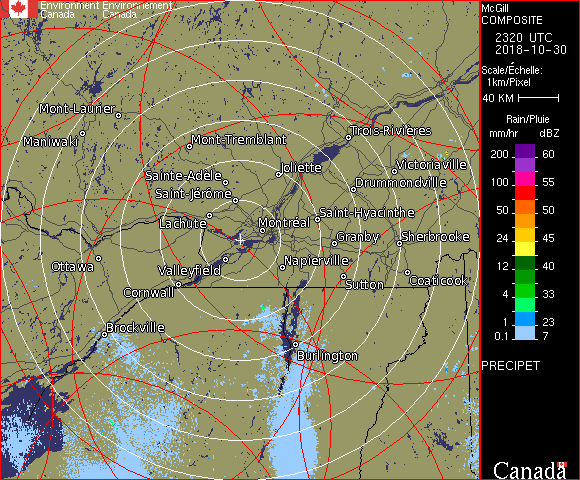 Environment Environnement
Canada Canada
McGill
COMPOSITE
2320 UTC
2018-10-30
Scale/Échelle:
1km/Pixel
40 KM
Rain/Pluie
mm/hr dBZ
200 60
150 55
100 55
50 50
24 45
12 40
4 33
1 23
0.1 7
PRECIPET
Canada
Mont-Laurier
Maniwaki
Mont-Tremblant
Trois-Rivières
Joliette
Victoriaville
Sainte-Adèle
Saint-Jérôme
Drummondville
Lachute
Montréal
Saint-Hyacinthe
Granby
Sherbrooke
Ottawa
Valleyfield
Napierville
Cornwall
Sutton
Coaticook
Brockville
Burlington